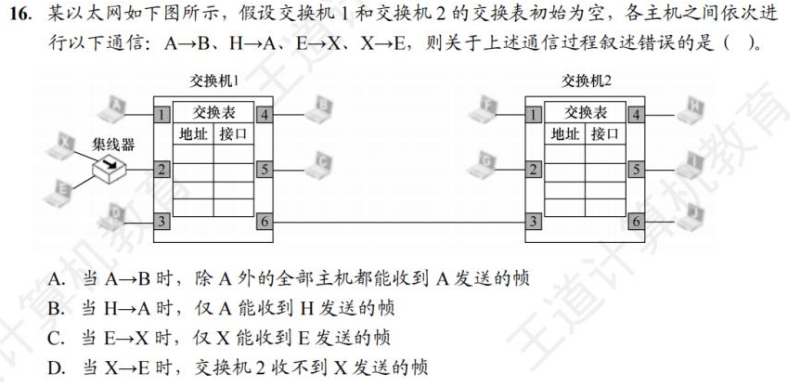 16. 某以太网如下图所示，假设交换机 1 和交换机 2 的交换表初始为空，各主机之间依次进
行以下通信：A→B、H→A、E→X、X→E，则关于上述通信过程叙述错误的是（ ）。
交换机1
交换机2
A
1
交换表
4
B
F
1
交换表
4
H
地址 接口
地址 接口
X
集线器
2
5
C
G
2
5
I
E
D
3
6
3
6
J
A. 当 A→B 时，除 A 外的全部主机都能收到 A 发送的帧
B. 当 H→A 时，仅 A 能收到 H 发送的帧
C. 当 E→X 时，仅 X 能收到 E 发送的帧
D. 当 X→E 时，交换机 2 收不到 X 发送的帧
王道计算机教育